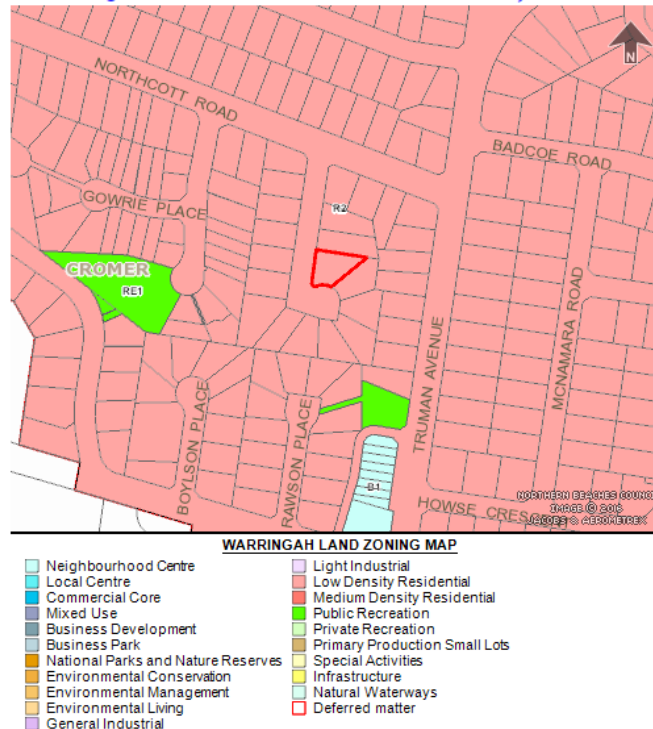 N
NORTHCOTT ROAD
BADCOE ROAD
GOWRIE PLACE
R2
CROMER
RE1
MCNAMARA ROAD
TRUMAN AVENUE
BOYLSON PLACE
RAWSON PLACE
B1
HOWSE CRESCENT
NORTHERN BEACHES COUNC
IMAGE © 2016
JACOBS & AEROMETREX
WARRINGAH LAND ZONING MAP
Neighbourhood Centre
Local Centre
Commercial Core
Mixed Use
Business Development
Business Park
National Parks and Nature Reserves
Environmental Conservation
Environmental Management
Environmental Living
General Industrial
Light Industrial
Low Density Residential
Medium Density Residential
Public Recreation
Private Recreation
Primary Production Small Lots
Special Activities
Infrastructure
Natural Waterways
Deferred matter